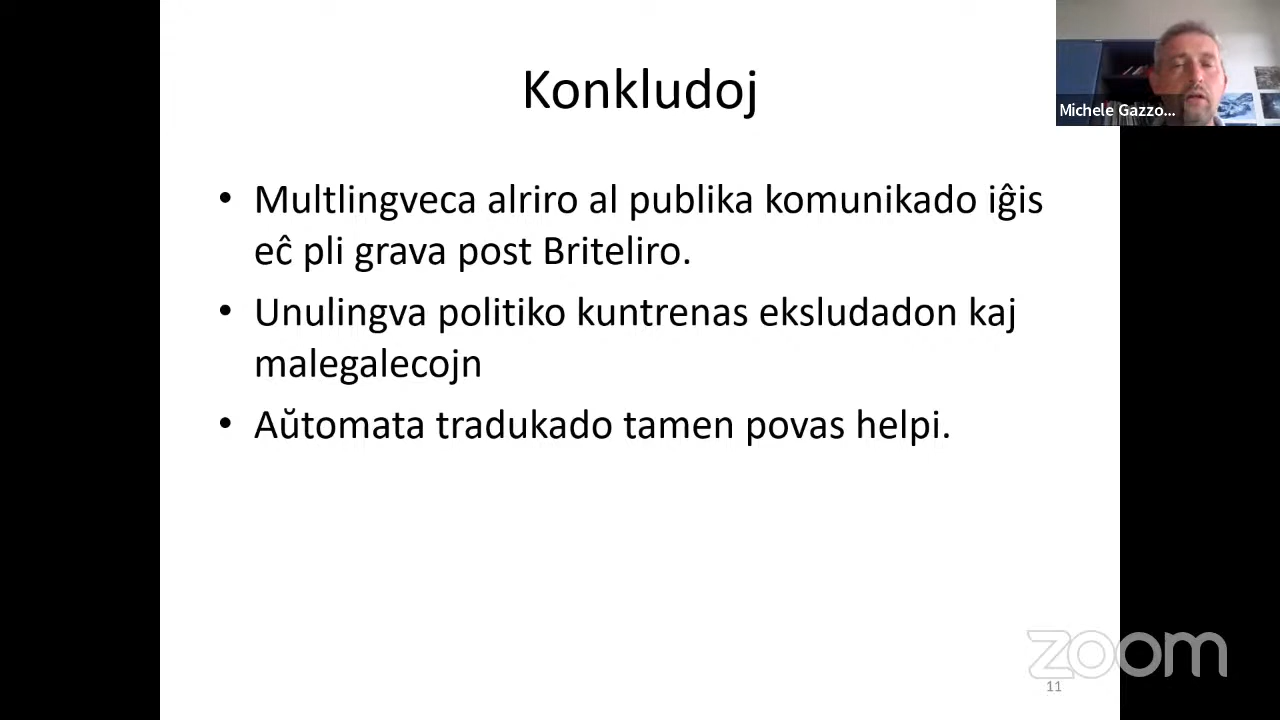 Konkludoj
Michele Gazzo...
• Multlingveca alriro al publika komunikado iĝis
eĉ pli grava post Briteliro.
• Unulingva politiko kuntrenas eksludadon kaj
malegalecojn
• Aŭtomata tradukado tamen povas helpi.
zoom
11